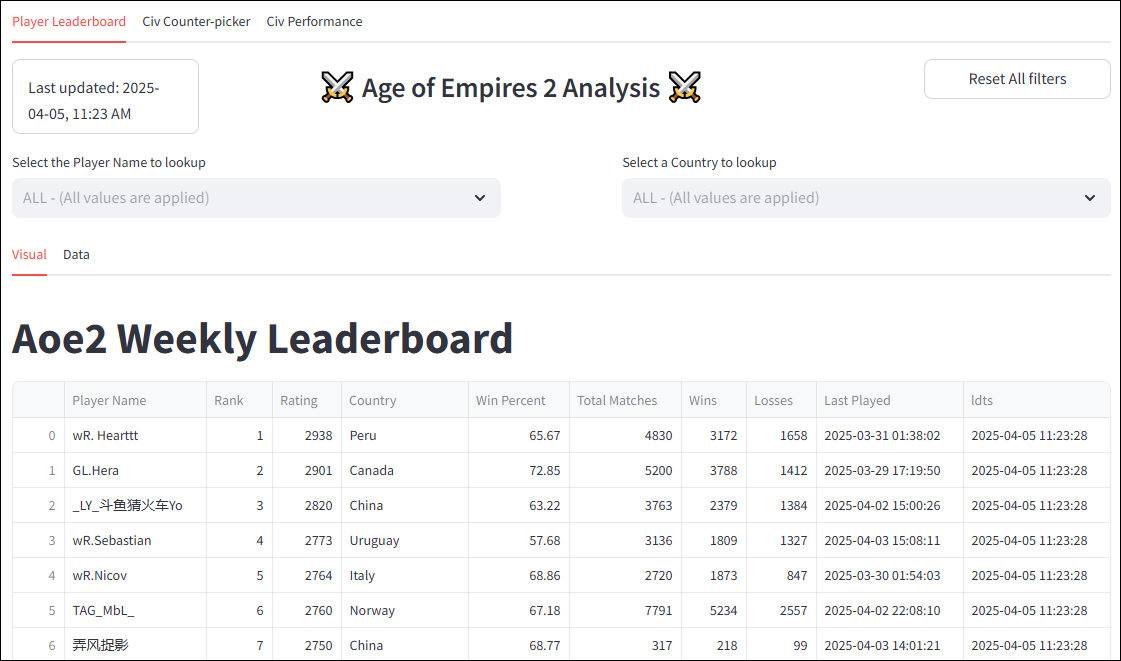 Player Leaderboard Civ Counter-picker Civ Performance
Last updated: 2025-
04-05, 11:23 AM
⚔️ Age of Empires 2 Analysis ⚔️
Reset All filters
Select the Player Name to lookup
ALL - (All values are applied)
Select a Country to lookup
ALL - (All values are applied)
Visual Data
Aoe2 Weekly Leaderboard
Player Name Rank Rating Country Win Percent Total Matches Wins Losses Last Played ldts
0 wR. Hearttt 1 2938 Peru 65.67 4830 3172 1658 2025-03-31 01:38:02 2025-04-05 11:23:28
1 GL.Hera 2 2901 Canada 72.85 5200 3788 1412 2025-03-29 17:19:50 2025-04-05 11:23:28
2 _LY_斗鱼猜火车Yo 3 2820 China 63.22 3763 2379 1384 2025-04-02 15:00:26 2025-04-05 11:23:28
3 wR.Sebastian 4 2773 Uruguay 57.68 3136 1809 1327 2025-04-03 15:08:11 2025-04-05 11:23:28
4 wR.Nicov 5 2764 Italy 68.86 2720 1873 847 2025-03-30 01:54:03 2025-04-05 11:23:28
5 TAG_MbL_ 6 2760 Norway 67.18 7791 5234 2557 2025-04-02 22:08:10 2025-04-05 11:23:28
6 弄风捉影 7 2750 China 68.77 317 218 99 2025-04-03 14:01:21 2025-04-05 11:23:28